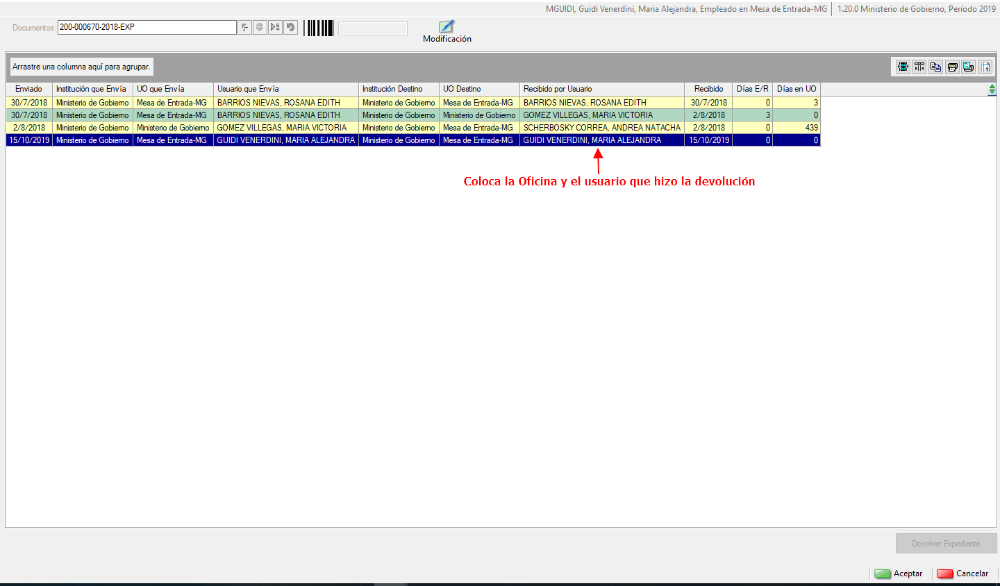 MGUIDI, Guidi Venerdini, Maria Alejandra, Empleado en Mesa de Entrada-MG 1.20.0 Ministerio de Gobierno, Período 2019
Documentos: 200-000670-2018-EXP
Modificación
Arrastre una columna aquí para agrupar.
Enviado Institución que Envía UO que Envía Usuario que Envía Institución Destino UO Destino Recibido por Usuario Recibido Días E/R Días en UO
30/7/2018 Ministerio de Gobierno Mesa de Entrada-MG BARRIOS NIEVAS, ROSANA EDITH Ministerio de Gobierno Mesa de Entrada-MG BARRIOS NIEVAS, ROSANA EDITH 30/7/2018 0 3
30/7/2018 Ministerio de Gobierno Mesa de Entrada-MG BARRIOS NIEVAS, ROSANA EDITH Ministerio de Gobierno Ministerio de Gobierno GOMEZ VILLEGAS, MARIA VICTORIA 2/8/2018 3 0
2/8/2018 Ministerio de Gobierno Ministerio de Gobierno GOMEZ VILLEGAS, MARIA VICTORIA Ministerio de Gobierno Mesa de Entrada-MG SCHERBOSKY CORREA, ANDREA NATACHA 2/8/2018 0 439
15/10/2019 Ministerio de Gobierno Mesa de Entrada-MG GUIDI VENERDINI, MARIA ALEJANDRA Ministerio de Gobierno Mesa de Entrada-MG GUIDI VENERDINI, MARIA ALEJANDRA 15/10/2019 0 0
Coloca la Oficina y el usuario que hizo la devolución
Devolver Expediente
Aceptar Cancelar